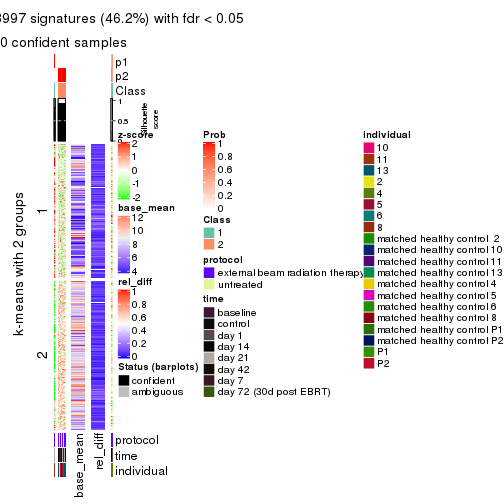 3997 signatures (46.2%) with fdr < 0.05
0 confident samples
p1
p2
Class
1
0.5
0
Silhouette
score
k-means with 2 groups
1
2
z-score
2
1
0
-1
-2
base_mean
12
10
8
6
4
rel_diff
1
0.8
0.6
0.4
0.2
0
Status (barplots)
confident
ambiguous
protocol
time
individual
base_mean
rel_diff
Prob
1
0.8
0.6
0.4
0.2
0
Class
1
2
protocol
external beam radiation therapy
untreated
time
baseline
control
day 1
day 14
day 21
day 42
day 7
day 72 (30d post EBRT)
individual
10
11
13
2
4
5
6
8
matched healthy control 2
matched healthy control 10
matched healthy control 11
matched healthy control 13
matched healthy control 4
matched healthy control 5
matched healthy control 6
matched healthy control 8
matched healthy control P1
matched healthy control P2
P1
P2